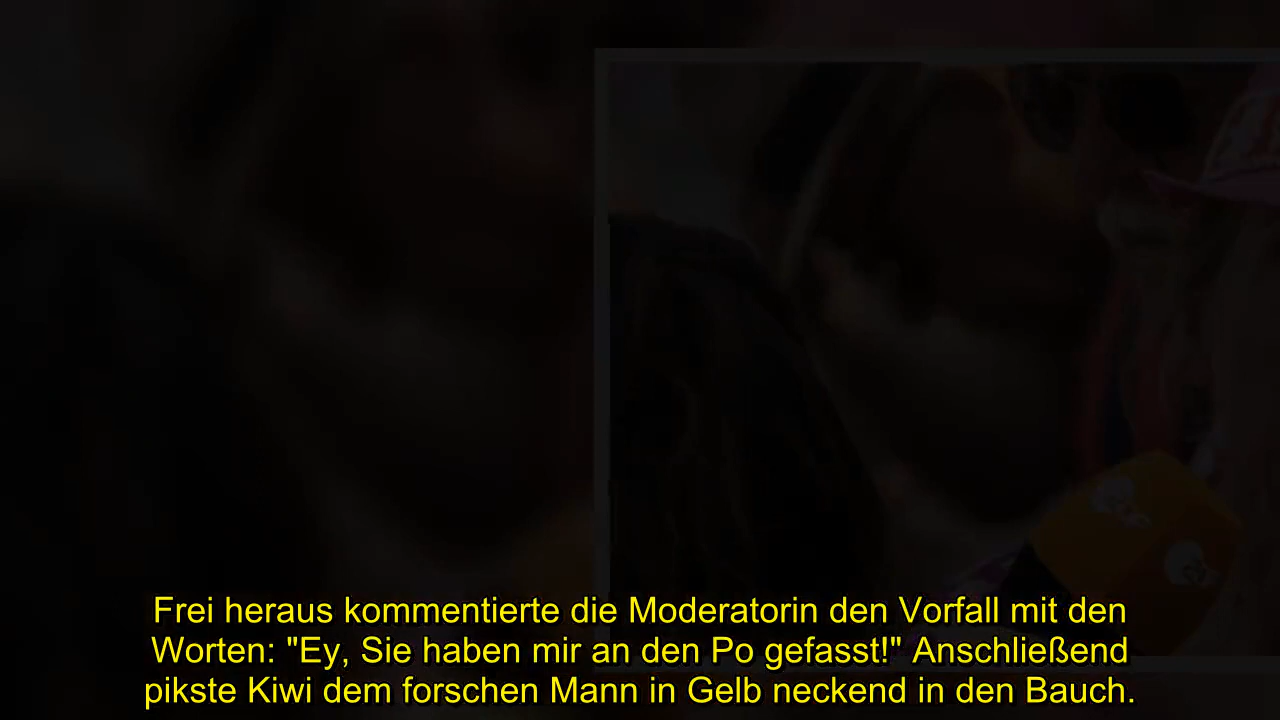 Frei heraus kommentierte die Moderatorin den Vorfall mit den
Worten: "Ey, Sie haben mir an den Po gefasst!" Anschließend
pikste Kiwi dem forschen Mann in Gelb neckend in den Bauch.